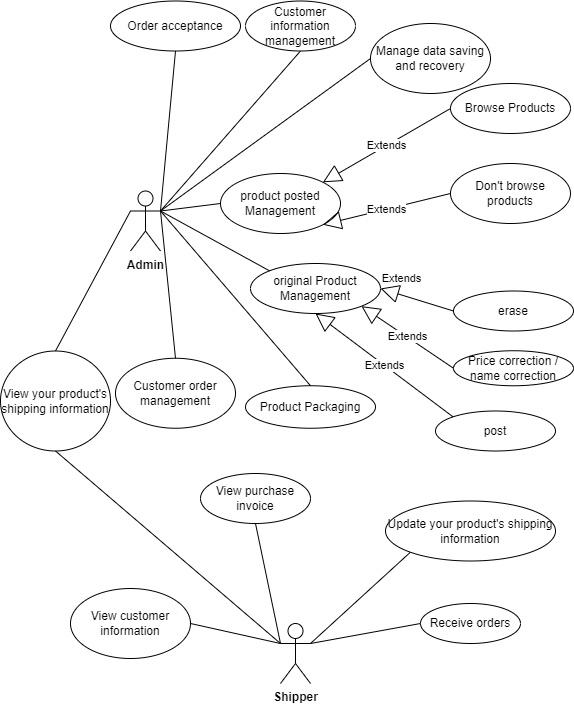 Order acceptance
Customer
information
management
Manage data saving
and recovery
Browse Products
Extends
product posted
Management
Don't browse
products
Extends
Admin
original Product
Management
Extends
erase
Extends
Price correction /
name correction
Extends
View your product's
shipping information
Customer order
management
Product Packaging
post
View purchase
invoice
Update your product's shipping
information
View customer
information
Receive orders
Shipper